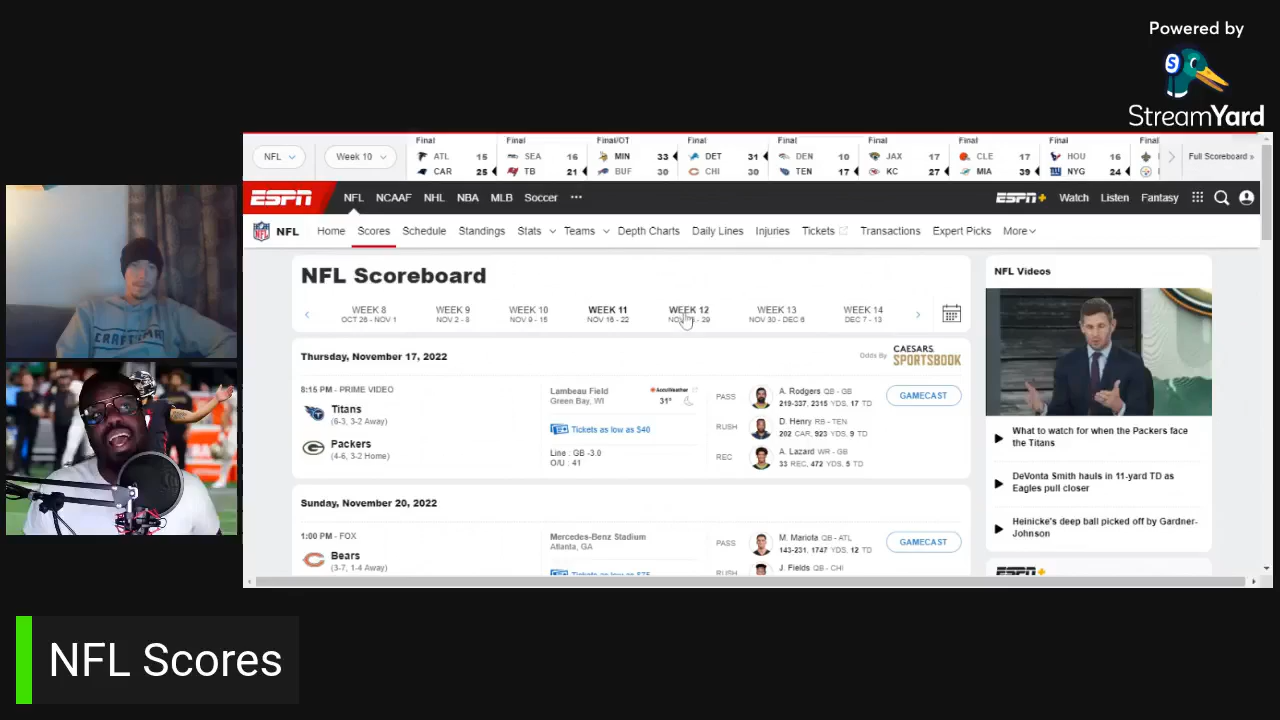 Powered by
StreamYard
NFL
Week 10
Final
ATL 15
CAR 25
Final
SEA 16
TB 21
Final/OT
MIN 33
BUF 30
Final
DET 31
CHI 30
Final
DEN 10
TEN 17
Final
JAX 17
KC 27
Final
CLE 17
MIA 39
Final
HOU 16
NYG 24
Final
Full Scoreboard »
ESPN
NFL NCAAF NHL NBA MLB Soccer •••
ESPN+ Watch Listen Fantasy
NFL Home Scores Schedule Standings Stats Teams Depth Charts Daily Lines Injuries Tickets Transactions Expert Picks More
NFL Scoreboard
WEEK 8
OCT 26 - NOV 1
WEEK 9
NOV 2 - 8
WEEK 10
NOV 9 - 15
WEEK 11
NOV 16 - 22
WEEK 12
WEEK 13
NOV 30 - DEC 6
WEEK 14
DEC 7 - 13
Thursday, November 17, 2022
Odds By CAESARS SPORTSBOOK
8:15 PM - PRIME VIDEO
Titans
(6-3, 3-2 Away)
Packers
(4-6, 3-2 Home)
Lambeau Field
Green Bay, WI
AccuWeather
31°
Tickets as low as $40
Line : GB -3.0
O/U : 41
PASS
A. Rodgers QB - GB
219-337, 2315 YDS, 17 TD
RUSH
D. Henry RB - TEN
202 CAR, 923 YDS, 9 TD
REC
A. Lazard WR - GB
33 REC, 472 YDS, 5 TD
GAMECAST
Sunday, November 20, 2022
1:00 PM - FOX
Bears
(3-7, 1-4 Away)
Mercedes-Benz Stadium
Atlanta, GA
Tickets as low as $75
PASS
M. Mariota QB - ATL
143-231, 1747 YDS, 12 TD
RUSH
J. Fields QB - CHI
GAMECAST
NFL Videos
What to watch for when the Packers face
the Titans
DeVonta Smith hauls in 11-yard TD as
Eagles pull closer
Heinicke's deep ball picked off by Gardner-
Johnson
ESPN+
NFL Scores